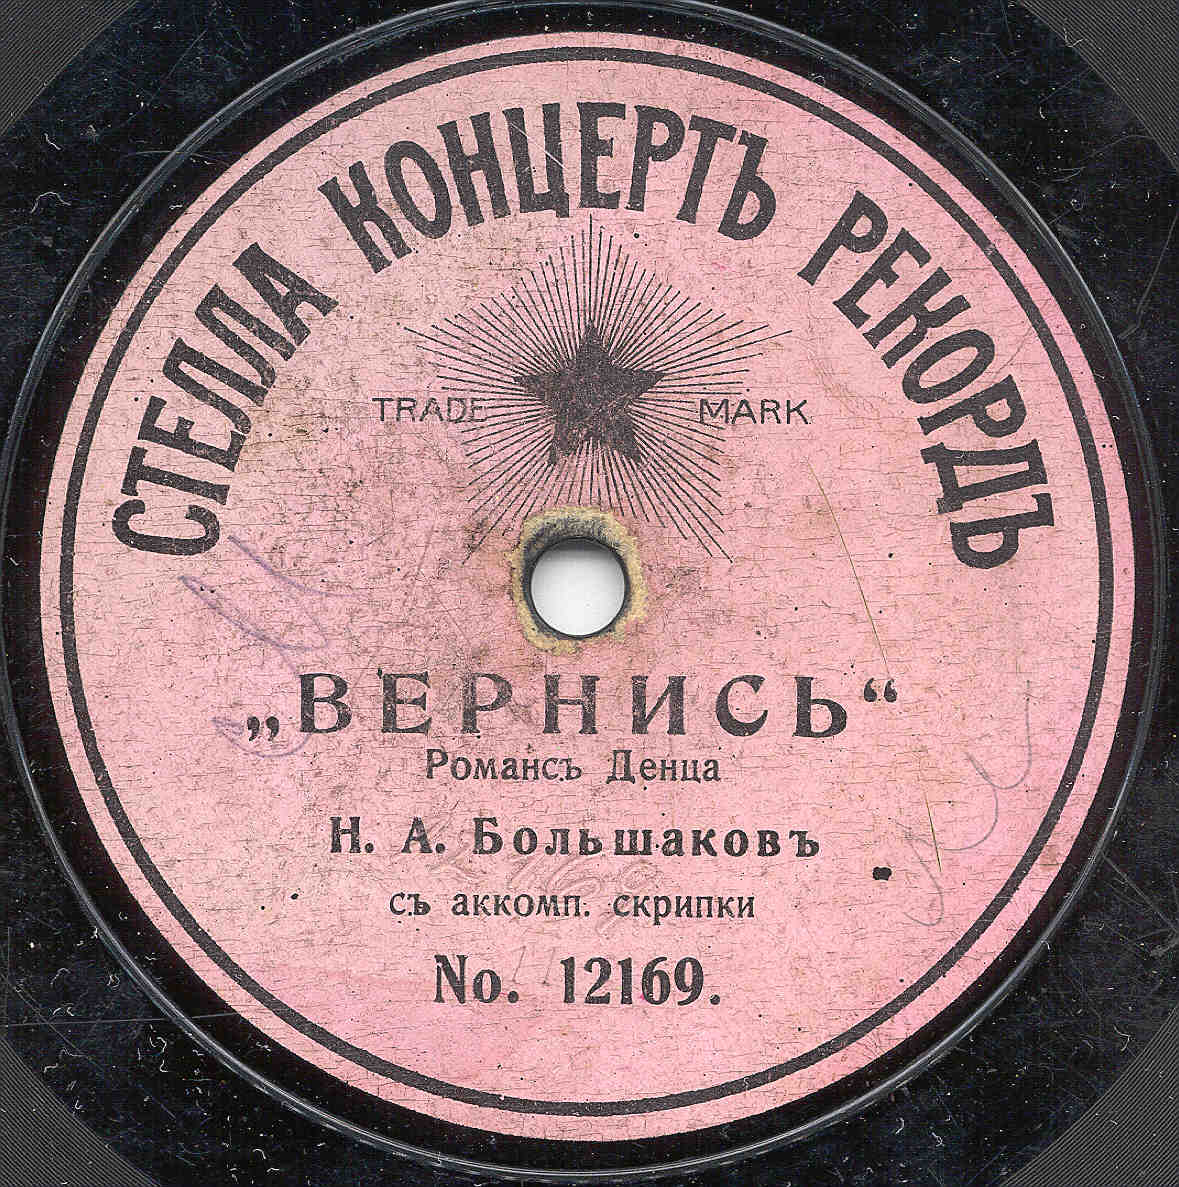 СТЕЛЛА КОНЦЕРТЪ РЕКОРДЪ
TRADE MARK
„ВЕРНИСЬ“
Романсъ Денца
Н. А. Большаковъ
съ аккомп. скрипки
No. 12169.